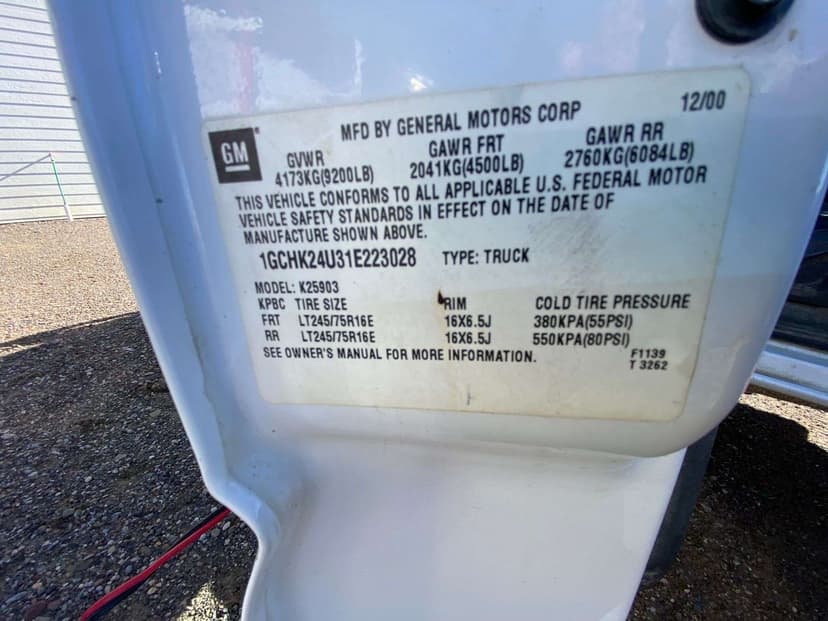 12/00
MFD BY GENERAL MOTORS CORP
GM
GVWR GAWR FRT GAWR RR
4173KG(9200LB) 2041KG(4500LB) 2760KG(6084LB)
THIS VEHICLE CONFORMS TO ALL APPLICABLE U.S. FEDERAL MOTOR
VEHICLE SAFETY STANDARDS IN EFFECT ON THE DATE OF
MANUFACTURE SHOWN ABOVE.
1GCHK24U31E223028 TYPE: TRUCK
MODEL: K25903
KPBC TIRE SIZE RIM COLD TIRE PRESSURE
FRT LT245/75R16E 16X6.5J 380KPA(55PSI)
RR LT245/75R16E 16X6.5J 550KPA(80PSI)
SEE OWNER'S MANUAL FOR MORE INFORMATION.
F1139
T 3262